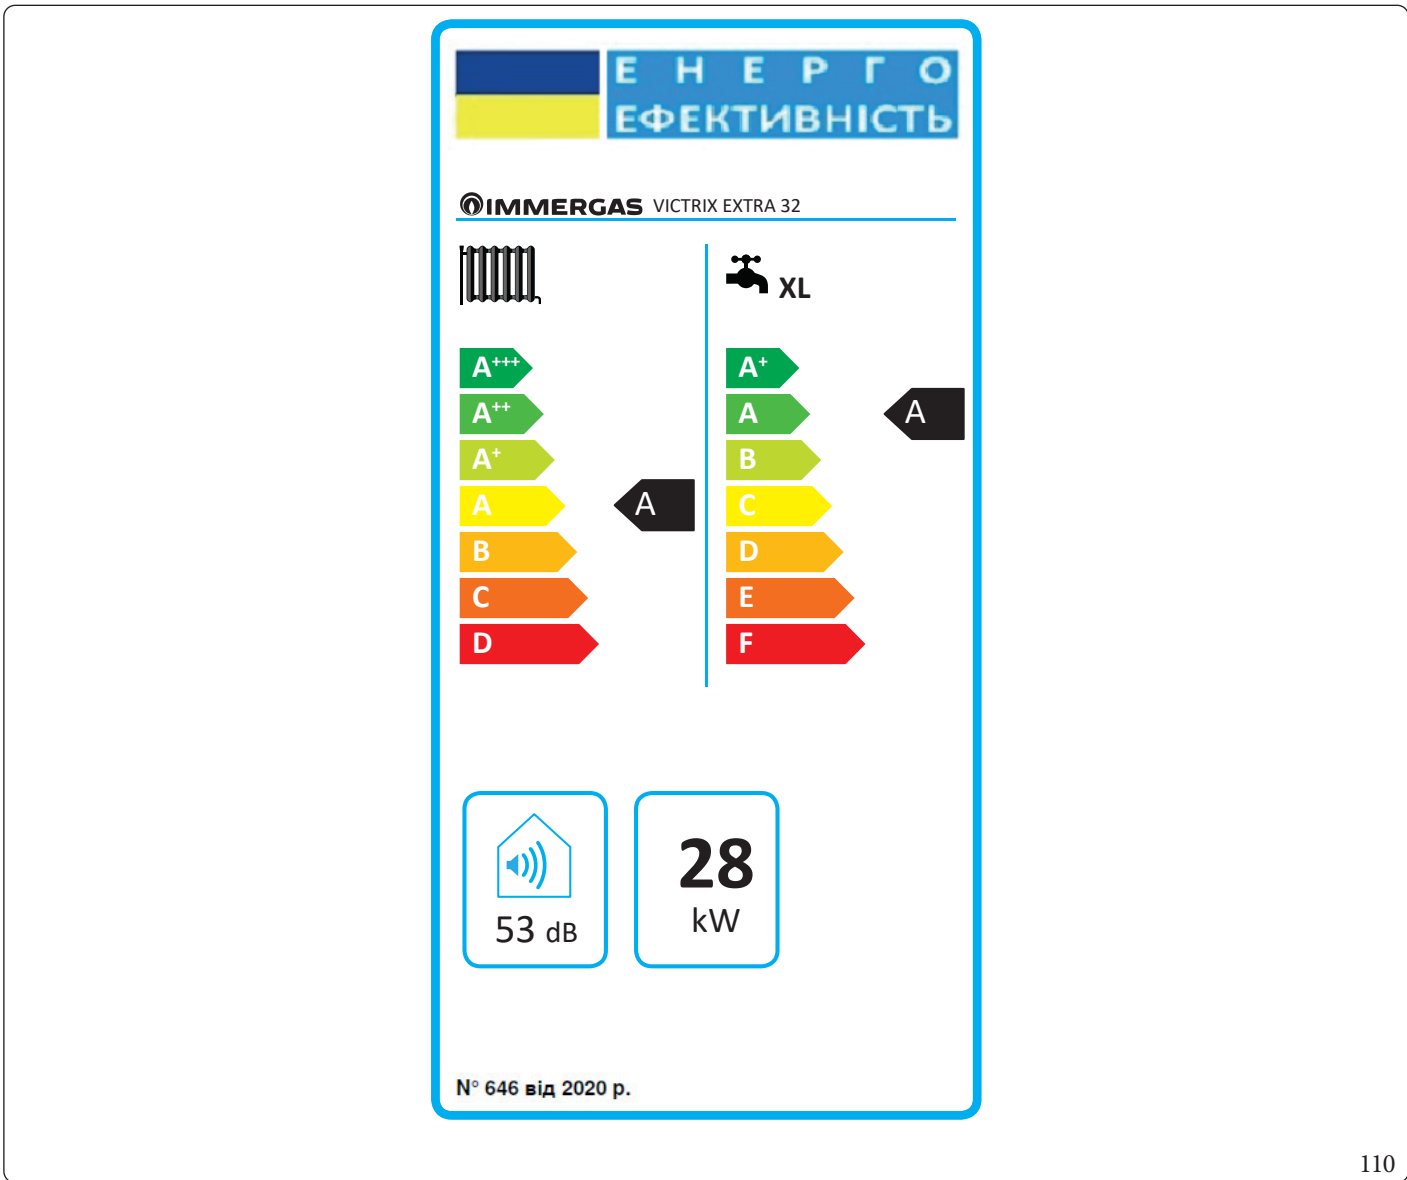 Е Н Е Р Г О
ЕФЕКТИВНІСТЬ
IMMERGAS VICTRIX EXTRA 32
XL
A+++
A++
A+
A
B
C
D
A
A+
A
B
C
D
E
F
A
53 dB
28
kW
N° 646 від 2020 р.
110